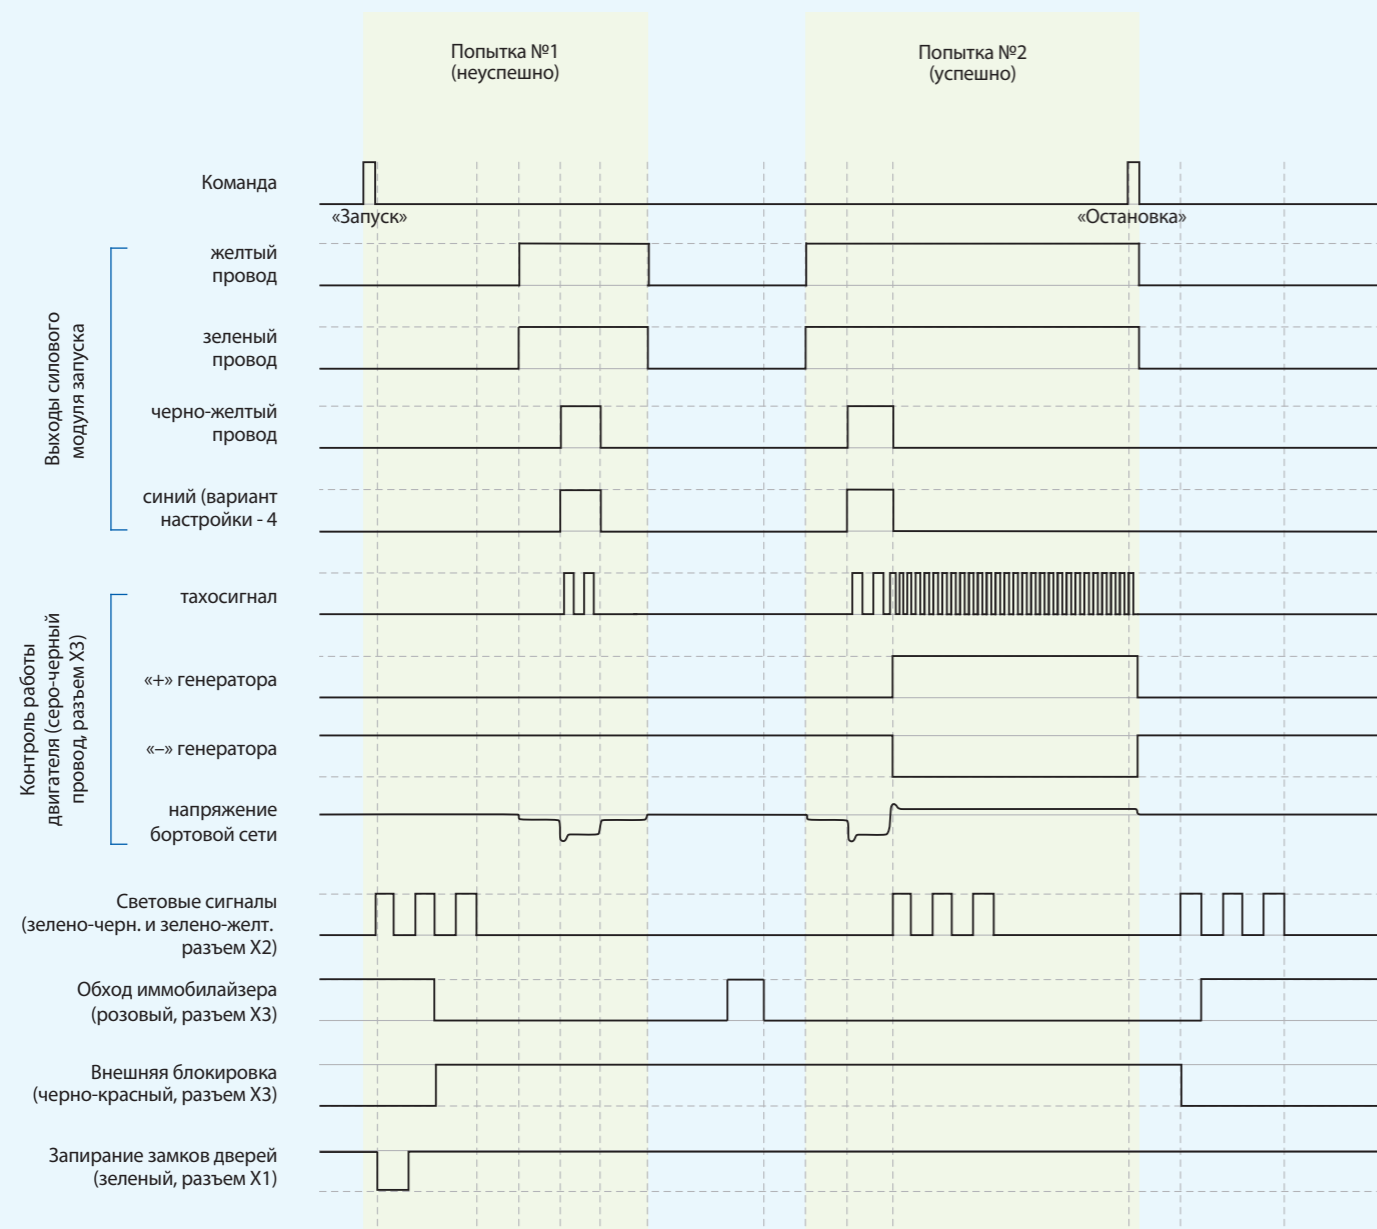 Попытка №1
(неуспешно)
Попытка №2
(успешно)
Команда
«Запуск»
«Остановка»
Выходы силового
модуля запуска
желтый
провод
зеленый
провод
черно-желтый
провод
синий (вариант
настройки - 4
Контроль работы
двигателя (серо-черный
провод, разъем X3)
тахосигнал
«+» генератора
«–» генератора
напряжение
бортовой сети
Световые сигналы
(зелено-черн. и зелено-желт.
разъем X2)
Обход иммобилайзера
(розовый, разъем X3)
Внешняя блокировка
(черно-красный, разъем X3)
Запирание замков дверей
(зеленый, разъем X1)